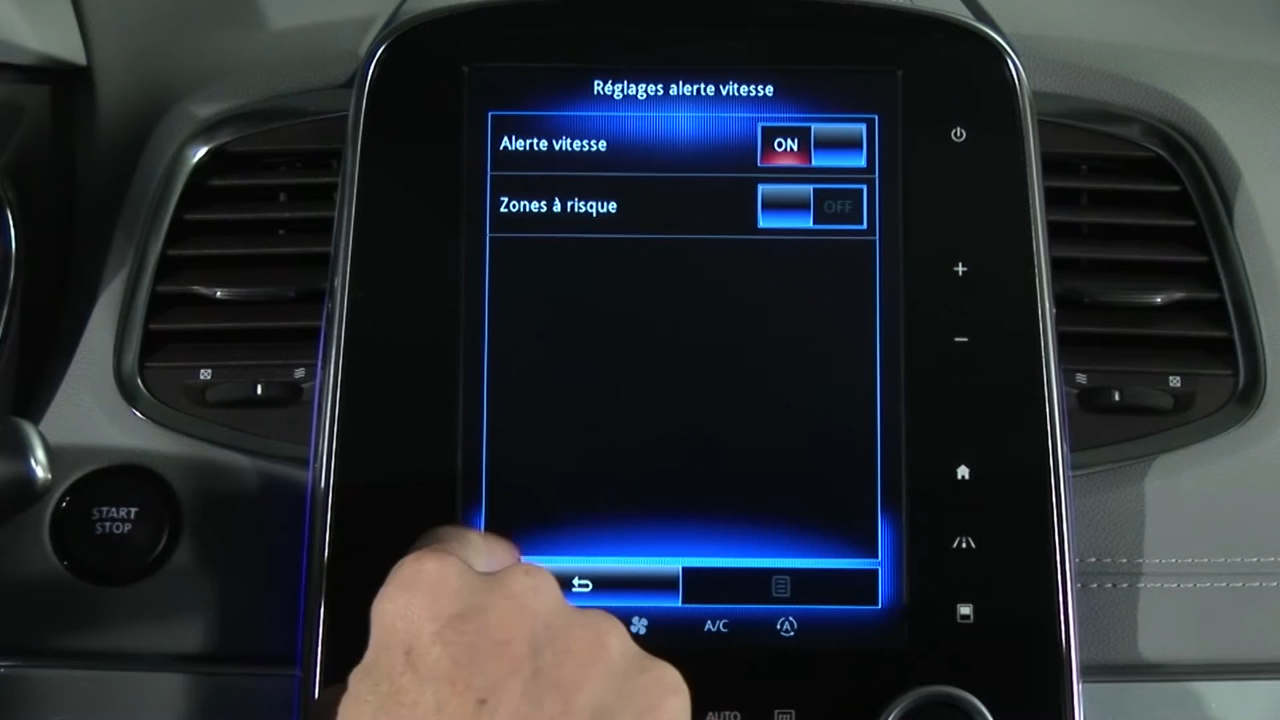 Réglages alerte vitesse
Alerte vitesse
ON
Zones à risque
OFF
START
STOP
A/C
A
AUTO